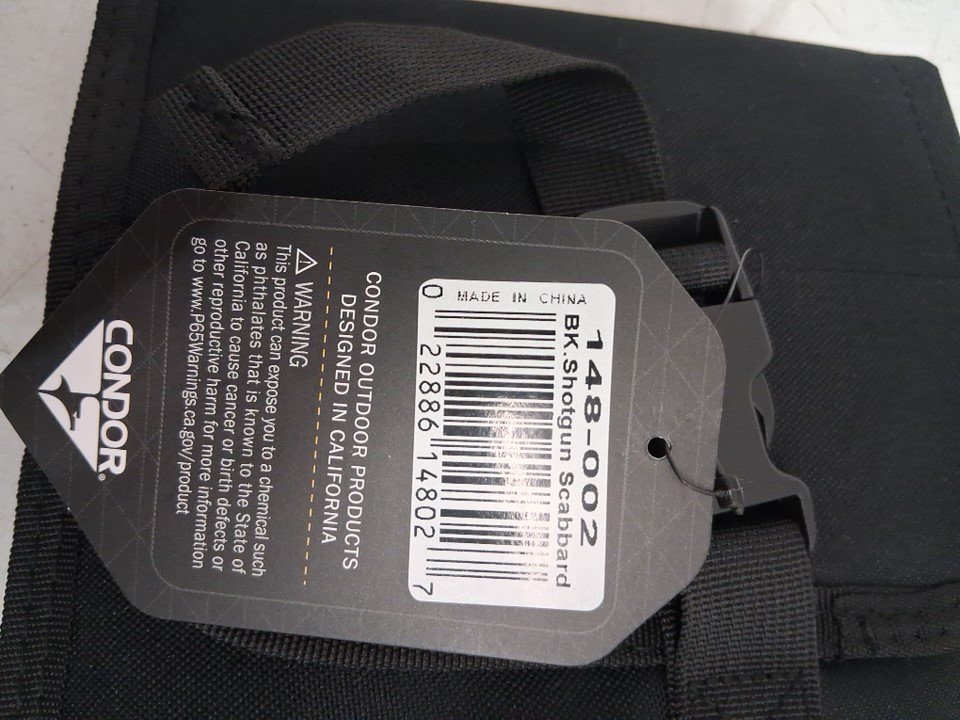 148-002
BK.Shotgun Scabbard
MADE IN CHINA
0 22886 14802 7
CONDOR OUTDOOR PRODUCTS
DESIGNED IN CALIFORNIA
⚠ WARNING
This product can expose you to a chemical such
as phthalates that is known to the State of
California to cause cancer or birth defects or
other reproductive harm for more information
go to www.P65Warnings.ca.gov/product
CONDOR®